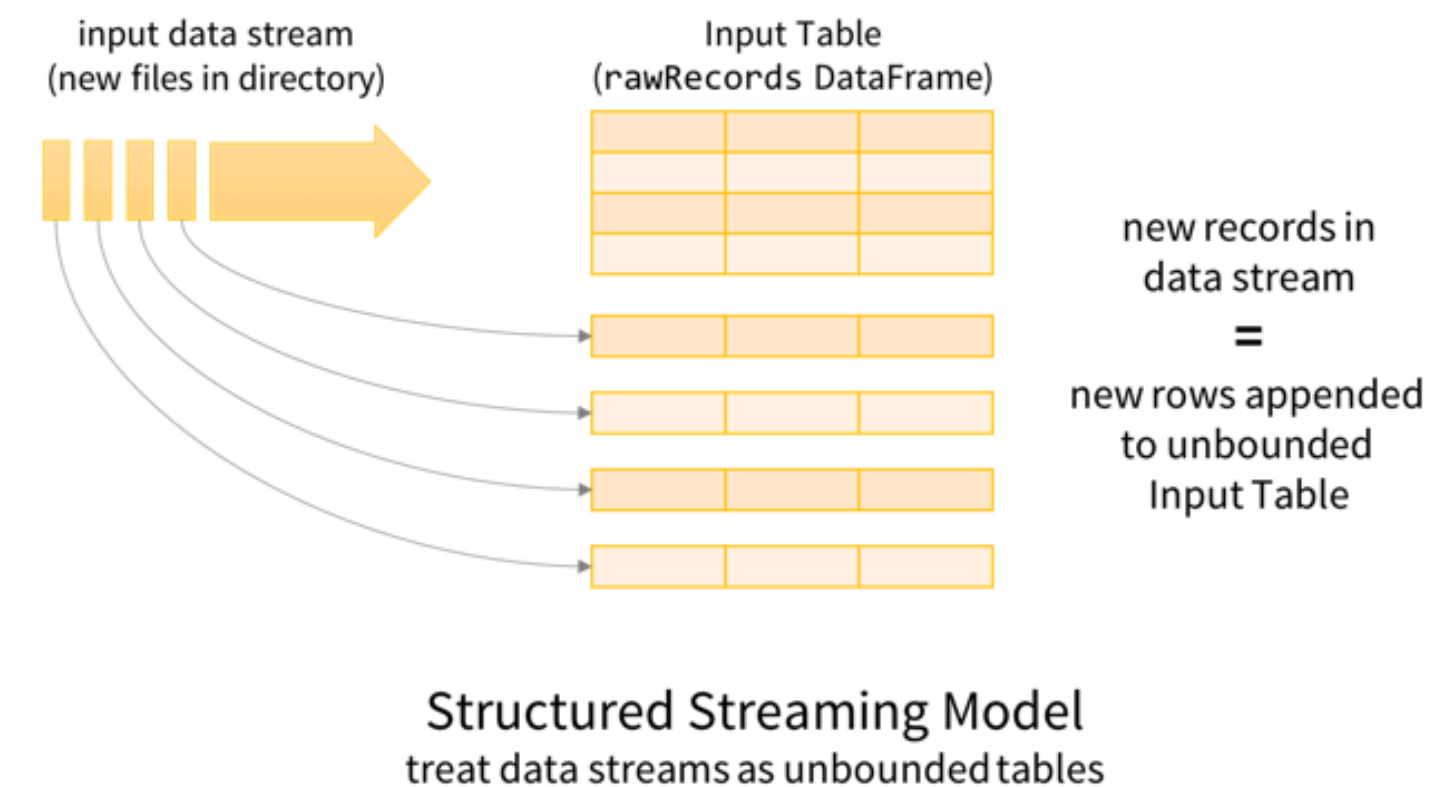 input data stream
(new files in directory)
Input Table
(rawRecords DataFrame)
new records in
data stream
=
new rows appended
to unbounded
Input Table
Structured Streaming Model
treat data streams as unbounded tables